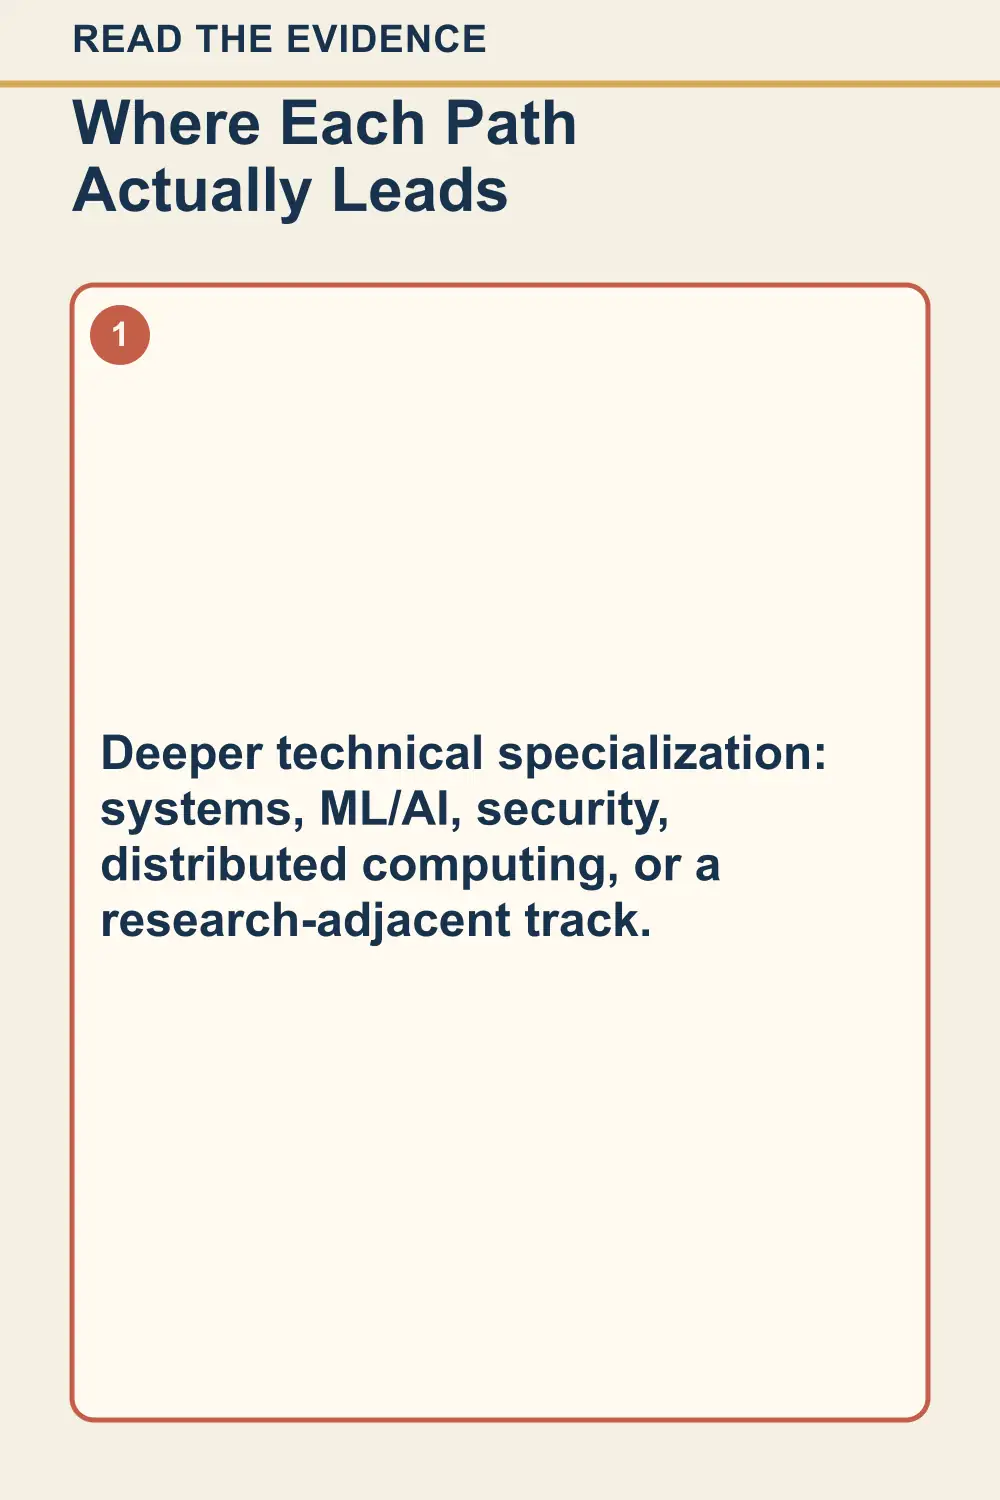 READ THE EVIDENCE
Where Each Path
Actually Leads
1
Deeper technical specialization:
systems, ML/AI, security,
distributed computing, or a
research-adjacent track.